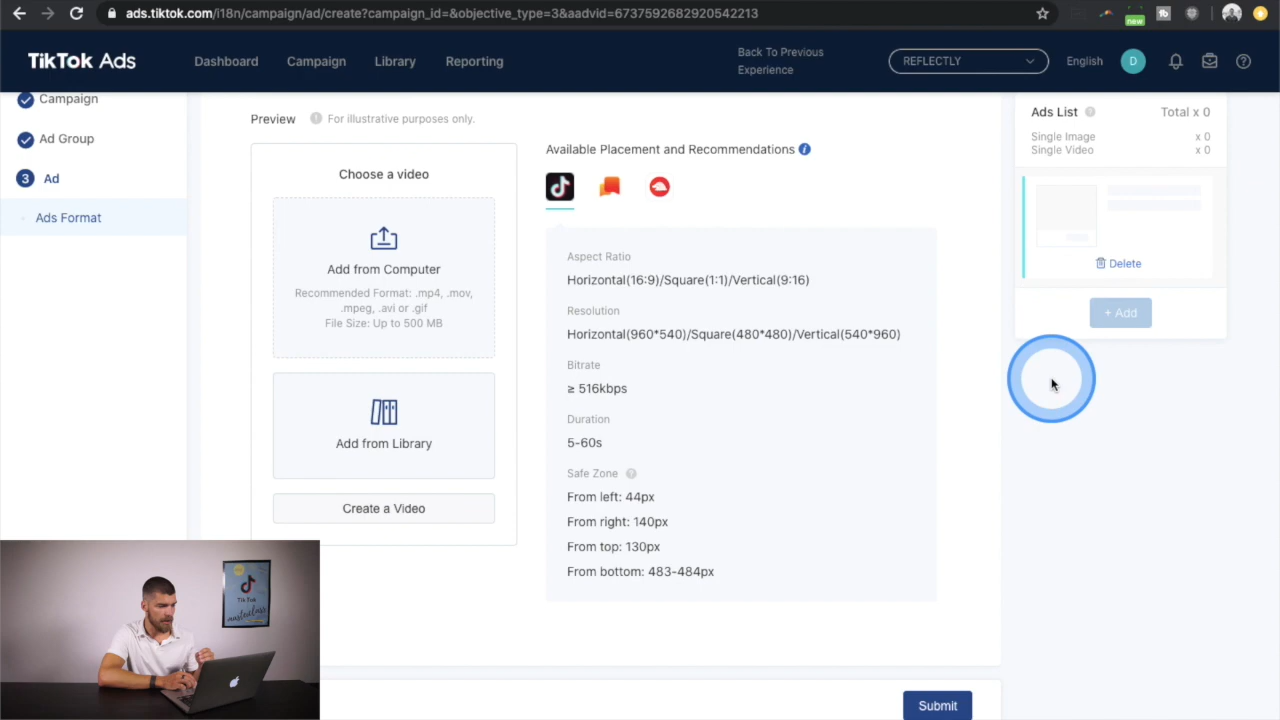 ads.tiktok.com/i18n/campaign/ad/create?campaign_id=&objective_type=3&aadvid=6737592682920542213
new
TikTok Ads
Dashboard
Campaign
Library
Reporting
Back To Previous
Experience
REFLECTLY
English
D
Campaign
Ad Group
3 Ad
Ads Format
Preview
For illustrative purposes only.
Choose a video
Add from Computer
Recommended Format: .mp4, .mov,
.mpeg, .avi or .gif
File Size: Up to 500 MB
Add from Library
Create a Video
Available Placement and Recommendations
Aspect Ratio
Horizontal(16:9)/Square(1:1)/Vertical(9:16)
Resolution
Horizontal(960*540)/Square(480*480)/Vertical(540*960)
Bitrate
≥ 516kbps
Duration
5-60s
Safe Zone
From left: 44px
From right: 140px
From top: 130px
From bottom: 483-484px
Submit
Ads List
Total x 0
Single Image x 0
Single Video x 0
Delete
+ Add
Tik Tok
masterclass